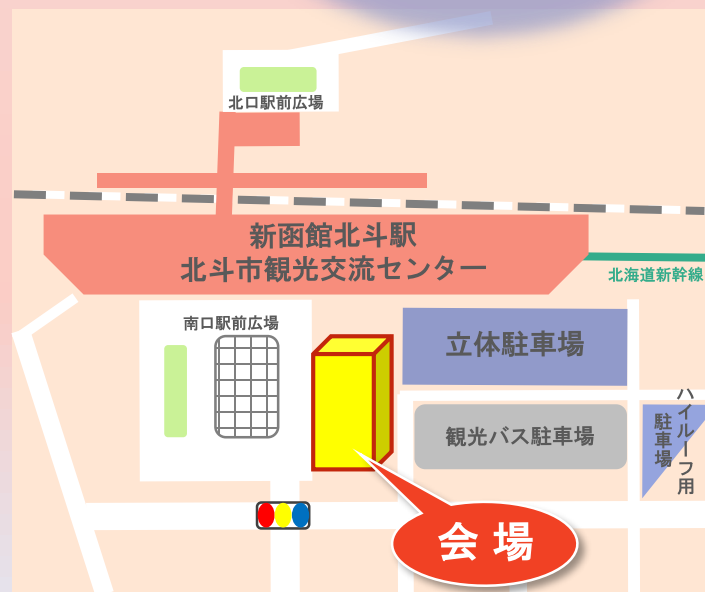 北口駅前広場
新函館北斗駅
北斗市観光交流センター
北海道新幹線
南口駅前広場
立体駐車場
観光バス駐車場
ハイルーフ用
駐車場
会場